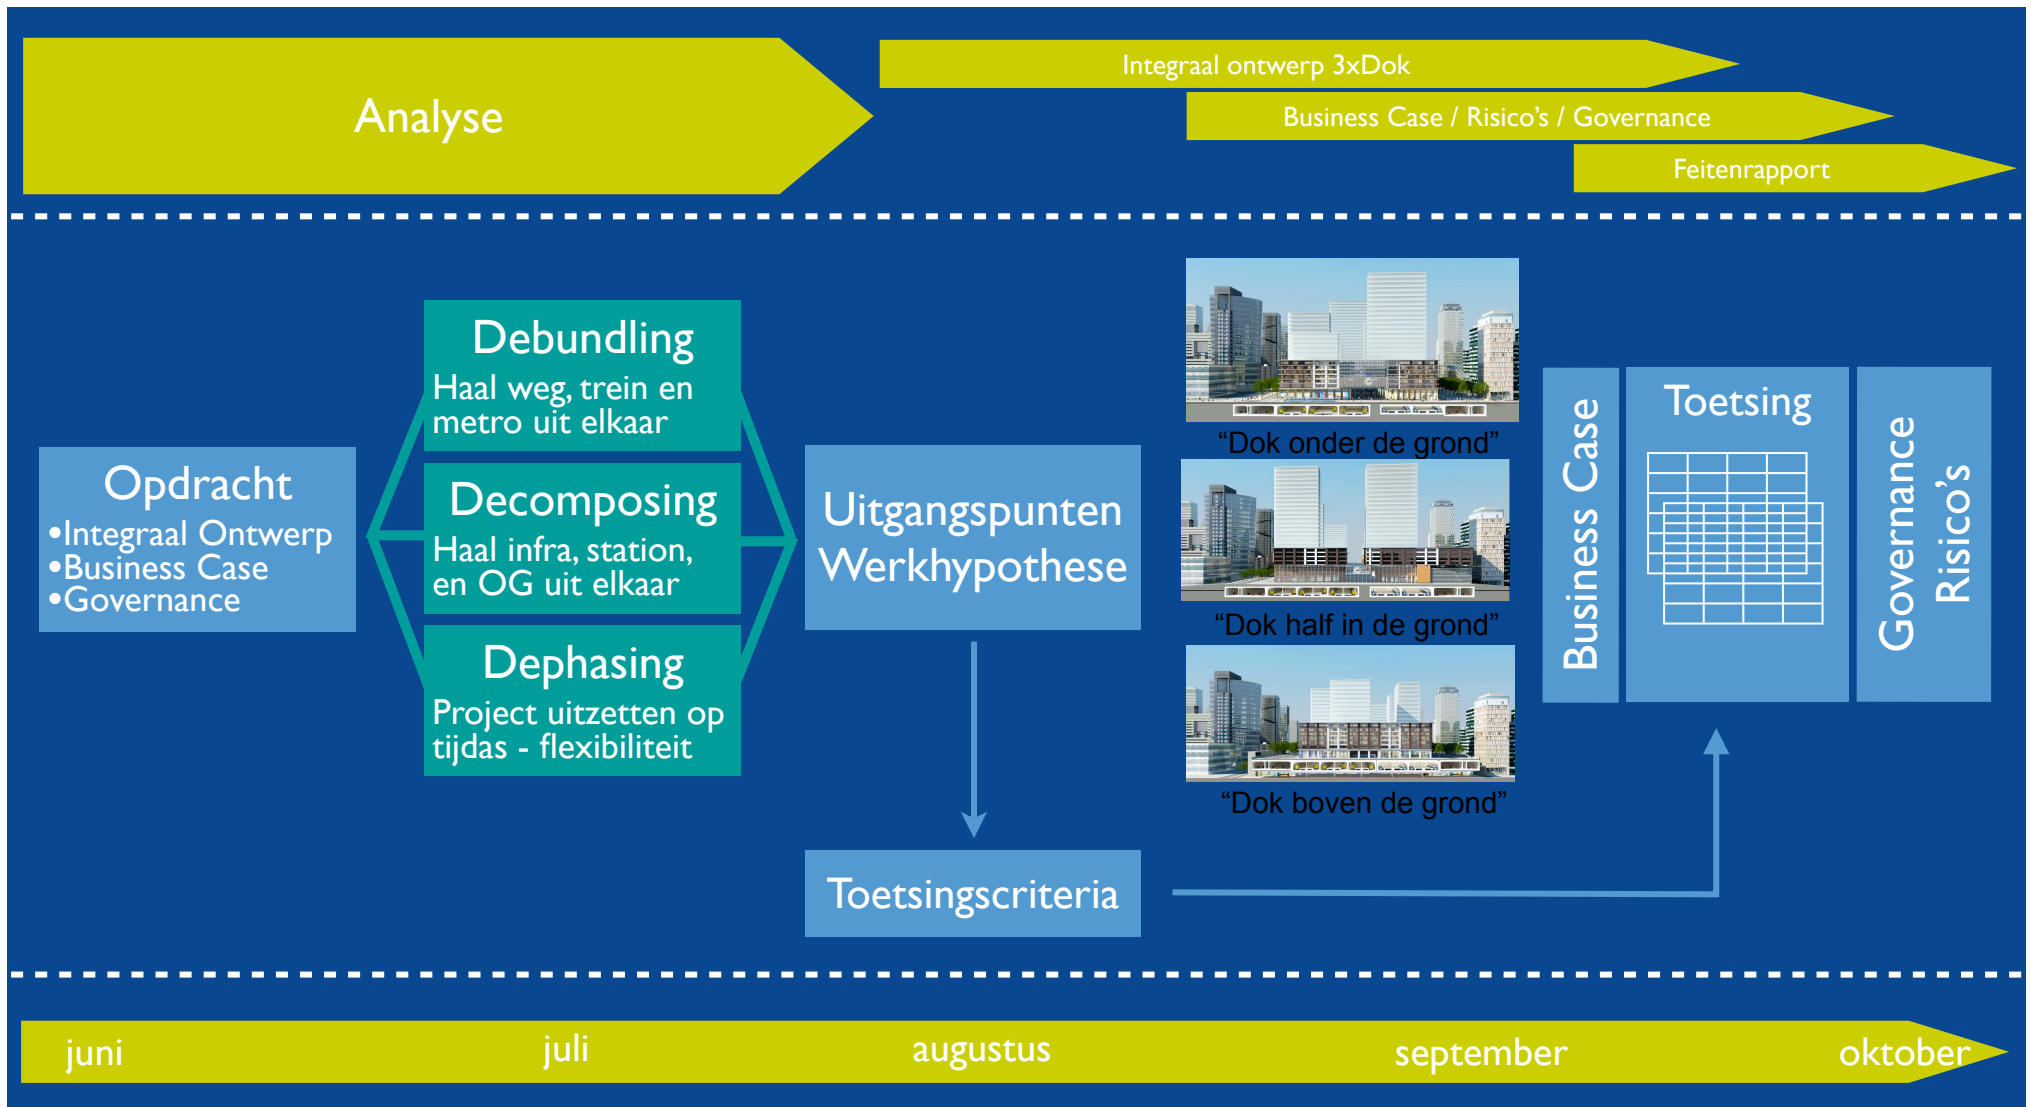 Analyse
Integraal ontwerp 3xDok
Business Case / Risico’s / Governance
Feitenrapport
Opdracht
•Integraal Ontwerp
•Business Case
•Governance
Debundling
Haal weg, trein en
metro uit elkaar
Decomposing
Haal infra, station,
en OG uit elkaar
Dephasing
Project uitzetten op
tijdas - flexibiliteit
Uitgangspunten
Werkhypothese
Toetsingscriteria
“Dok onder de grond”
“Dok half in de grond”
“Dok boven de grond”
Business Case
Toetsing
Governance
Risico’s
juni
juli
augustus
september
oktober